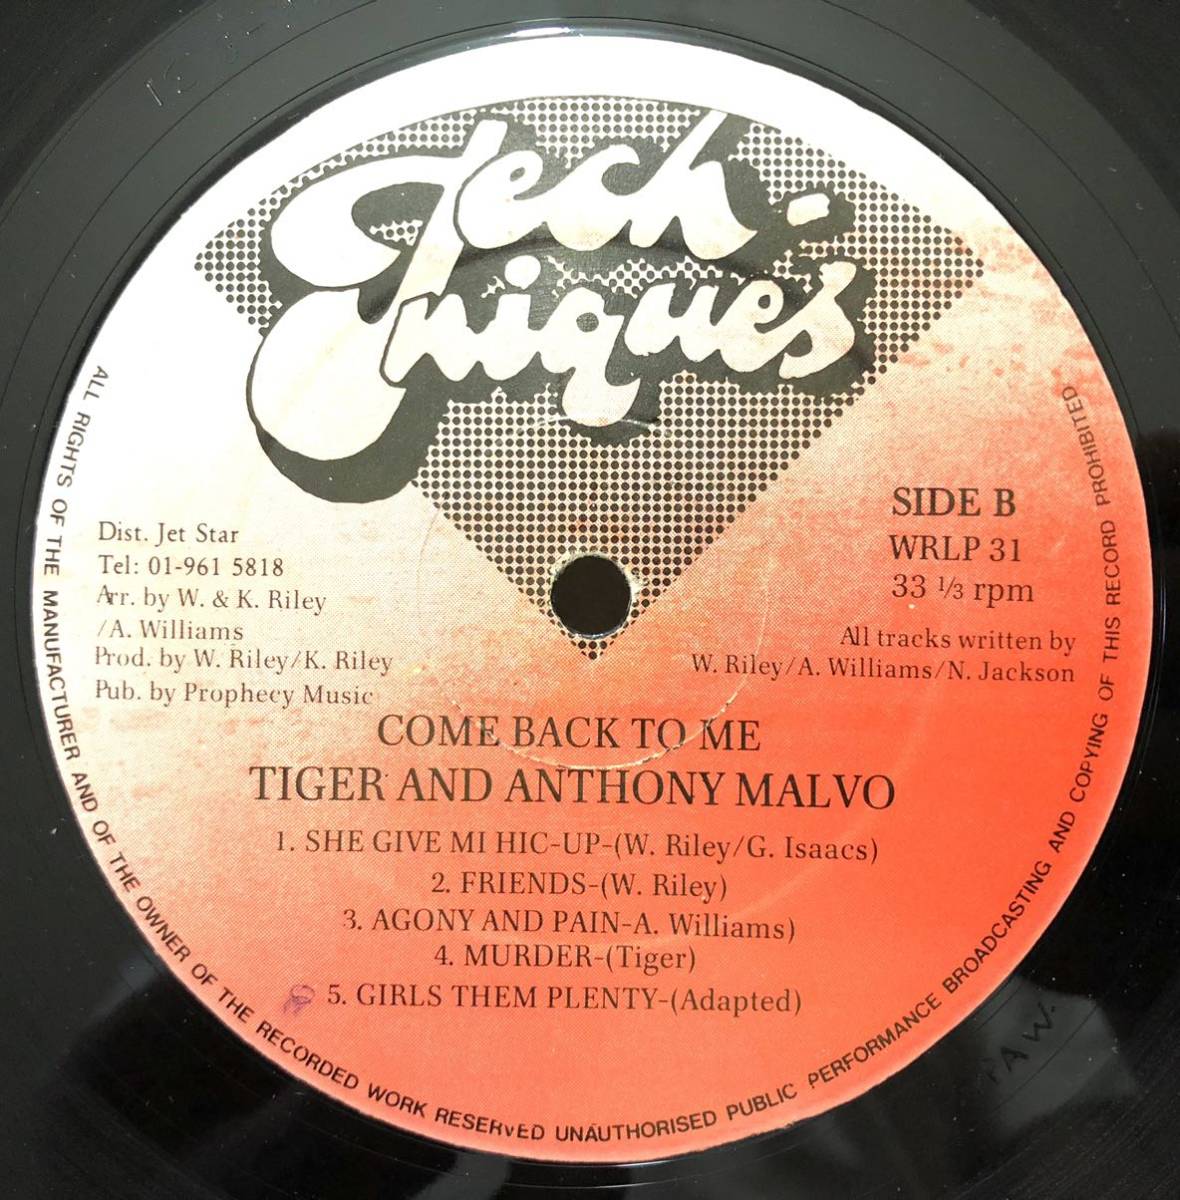 Tech-
niques
SIDE B
WRLP 31
33 ⅓ rpm
All tracks written by
W. Riley/A. Williams/N. Jackson
Dist. Jet Star
Tel: 01-961 5818
Arr. by W. & K. Riley
/A. Williams
Prod. by W. Riley/K. Riley
Pub. by Prophecy Music
COME BACK TO ME
TIGER AND ANTHONY MALVO
1. SHE GIVE MI HIC-UP-(W. Riley/G. Isaacs)
2. FRIENDS-(W. Riley)
3. AGONY AND PAIN-A. Williams)
4. MURDER-(Tiger)
5. GIRLS THEM PLENTY-(Adapted)
ALL RIGHTS OF THE MANUFACTURER AND OF THE OWNER OF THE RECORDED WORK RESERVED UNAUTHORISED PUBLIC PERFORMANCE BROADCASTING AND COPYING OF THIS RECORD PROHIBITED